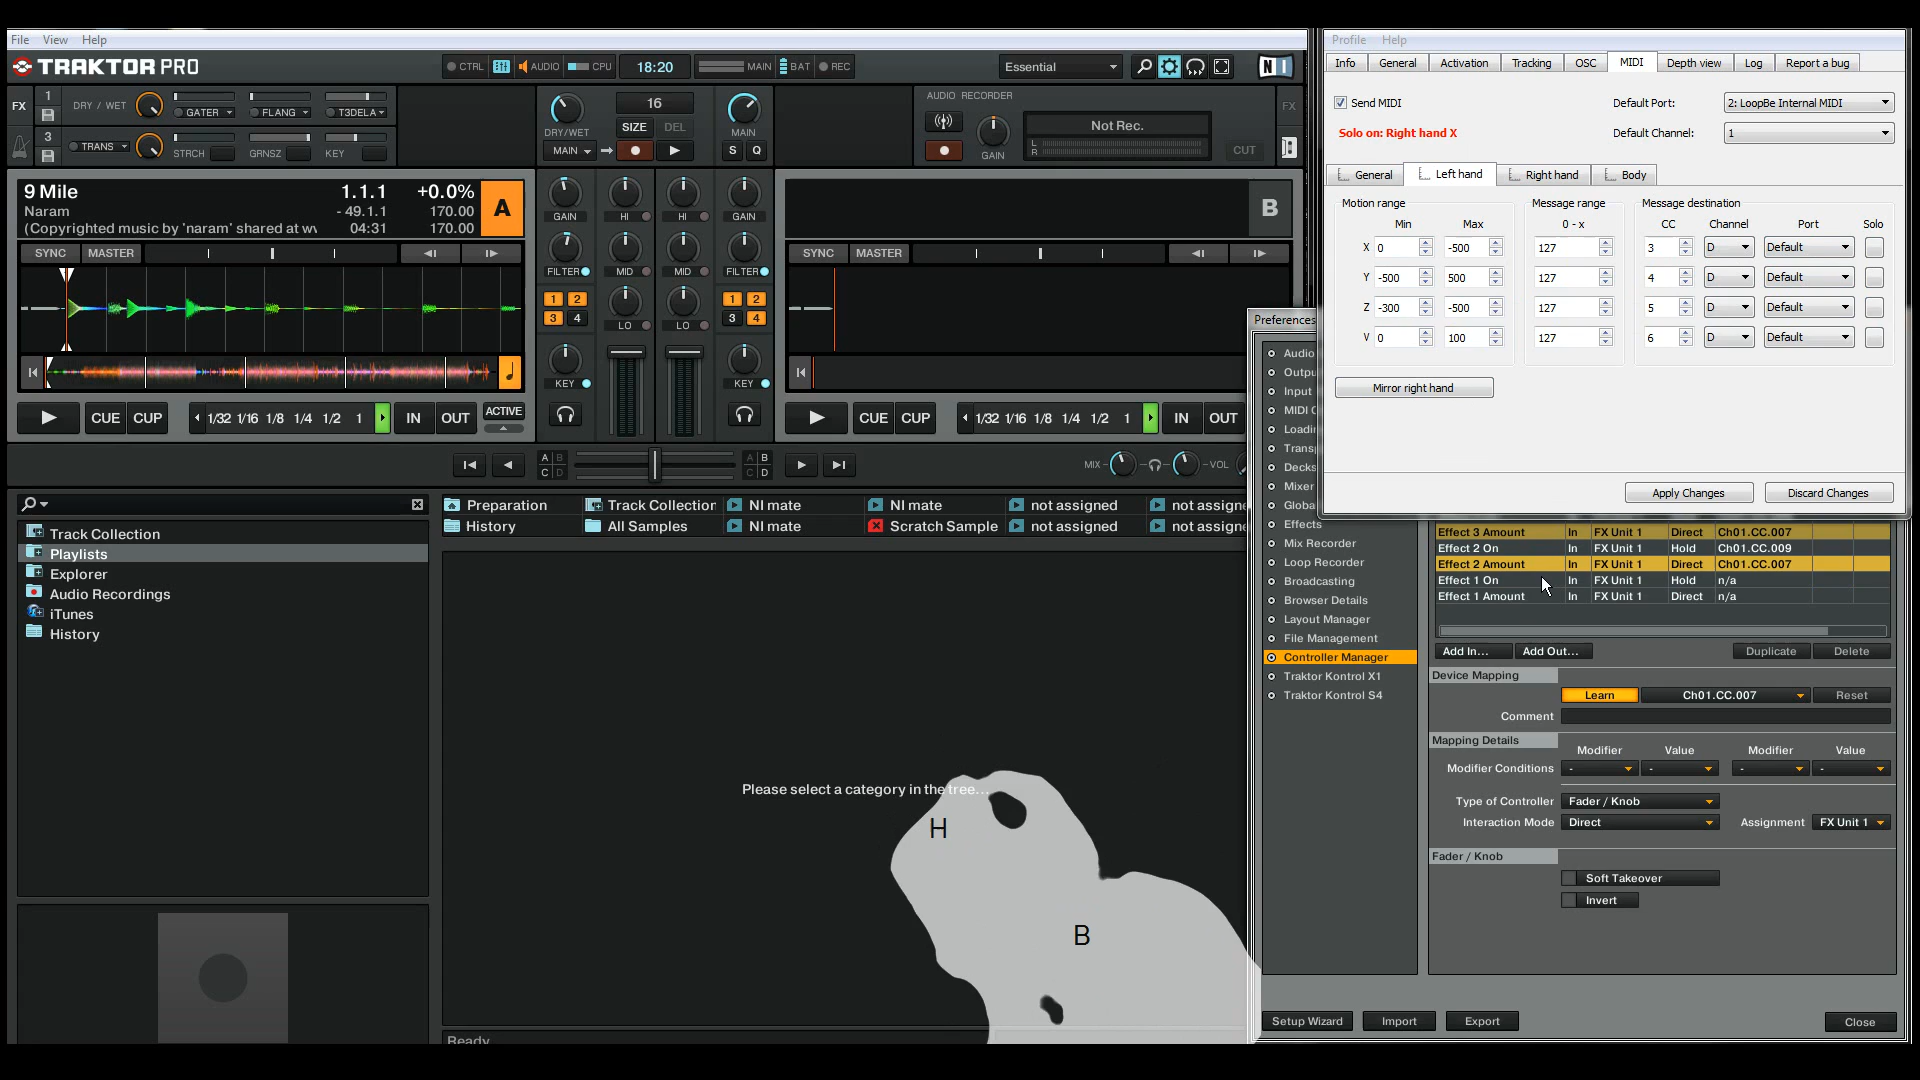 File View Help
TRAKTOR PRO
CTRL AUDIO CPU 18:20 MAIN BAT REC
Essential
FX 1 DRY / WET GATER FLANG T3DELA
3 TRANS STRCH GRNSZ KEY
16
DRY/WET SIZE DEL MAIN
MAIN S Q
AUDIO RECORDER
Not Rec.
L
R
GAIN CUT
FX
9 Mile 1.1.1 +0.0%
Naram - 49.1.1 170.00
(Copyrighted music by 'naram' shared at 04:31 170.00
A
B
GAIN HI HI GAIN
SYNC MASTER
FILTER MID MID FILTER
SYNC MASTER
1 2 1 2
3 4 3 4
LO LO
KEY KEY
CUE CUP 1/32 1/16 1/8 1/4 1/2 1 IN OUT ACTIVE
CUE CUP 1/32 1/16 1/8 1/4 1/2 1 IN OUT
A B A B
C D C D
MIX VOL
Preparation Track Collection NI mate NI mate not assigned
History All Samples NI mate Scratch Sample not assigned
Track Collection
Playlists
Explorer
Audio Recordings
iTunes
History
Please select a category in the tree...
H
B
Ready
Profile Help
Info General Activation Tracking OSC MIDI Depth view Log Report a bug
Send MIDI Default Port: 2: LoopBe Internal MIDI
Solo on: Right hand X Default Channel: 1
General Left hand Right hand Body
Motion range Message range Message destination
Min Max 0 - x CC Channel Port Solo
X 0 -500 127 3 D Default
Y -500 500 127 4 D Default
Z -300 -500 127 5 D Default
V 0 100 127 6 D Default
Mirror right hand
Apply Changes Discard Changes
Preferences
Audio
Input
Decks
Mixer
Effects
Mix Recorder
Loop Recorder
Broadcasting
Browser Details
Layout Manager
File Management
Controller Manager
Traktor Kontrol X1
Traktor Kontrol S4
Effect 3 Amount In FX Unit 1 Direct Ch01.CC.007
Effect 2 On In FX Unit 1 Hold Ch01.CC.009
Effect 2 Amount In FX Unit 1 Direct Ch01.CC.007
Effect 1 On In FX Unit 1 Hold n/a
Effect 1 Amount In FX Unit 1 Direct n/a
Add In... Add Out... Duplicate Delete
Device Mapping
Learn Ch01.CC.007 Reset
Comment
Mapping Details
Modifier Value Modifier Value
Modifier Conditions - - - -
Type of Controller Fader / Knob
Interaction Mode Direct Assignment FX Unit 1
Fader / Knob
Soft Takeover
Invert
Setup Wizard Import Export Close